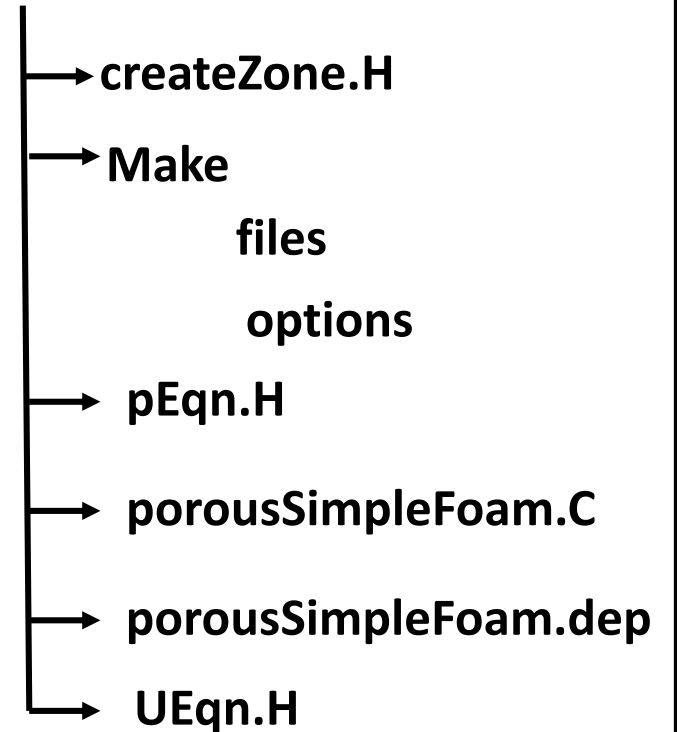 createZone.H
Make
files
options
pEqn.H
porousSimpleFoam.C
porousSimpleFoam.dep
UEqn.H